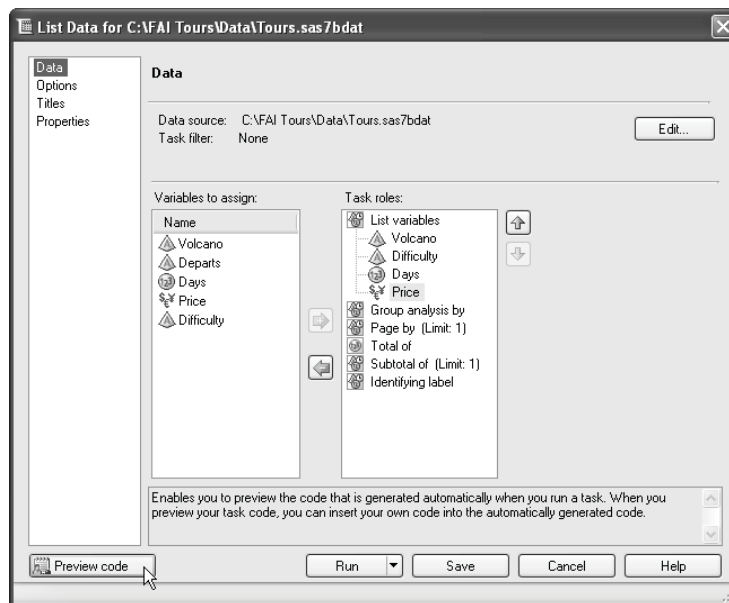 List Data for C:\FAI Tours\Data\Tours.sas7bdat
Data
Options
Titles
Properties
Data
Data source: C:\FAI Tours\Data\Tours.sas7bdat
Task filter: None
Edit...
Variables to assign:
Name
Volcano
Departs
Days
Price
Difficulty
Task roles:
List variables
Volcano
Difficulty
Days
Price
Group analysis by
Page by (Limit: 1)
Total of
Subtotal of (Limit: 1)
Identifying label
Enables you to preview the code that is generated automatically when you run a task. When you
preview your task code, you can insert your own code into the automatically generated code.
Preview code
Run
Save
Cancel
Help